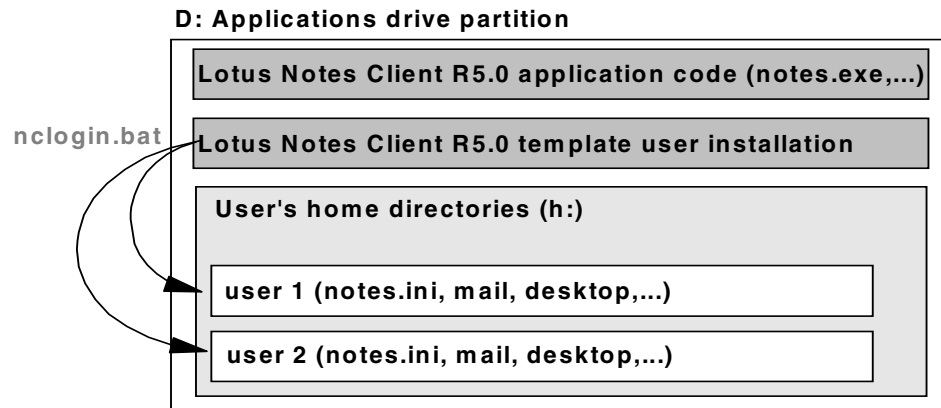 D: Applications drive partition
Lotus Notes Client R5.0 application code (notes.exe,...)
nclogin.bat
Lotus Notes Client R5.0 template user installation
User's home directories (h:)
user 1 (notes.ini, mail, desktop,...)
user 2 (notes.ini, mail, desktop,...)